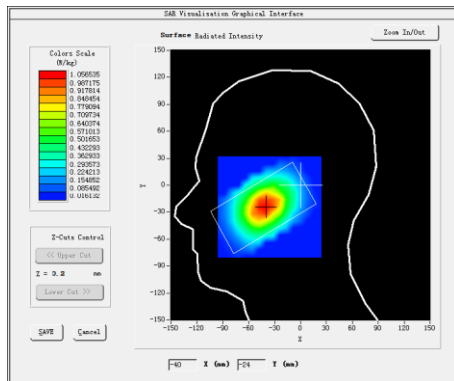 SAR Visualisation Graphical Interface
Surface Radiated Intensity
Zoom In/Out
Colors Scale
(W/kg)
1.056535
0.987175
0.917814
0.848454
0.779094
0.709734
0.640374
0.571013
0.501653
0.432293
0.362933
0.293573
0.224213
0.154852
0.085492
0.016132
Z-Cuts Control
<< Upper Cut
Z = 0.2 mm
Lower Cut >>
SAVE Cancel
150
120
90
60
30
0
-30
-60
-90
-120
-150
Y
-150 -120 -90 -60 -30 0 30 60 90 120 150
X
-40 X (mm) -24 Y (mm)